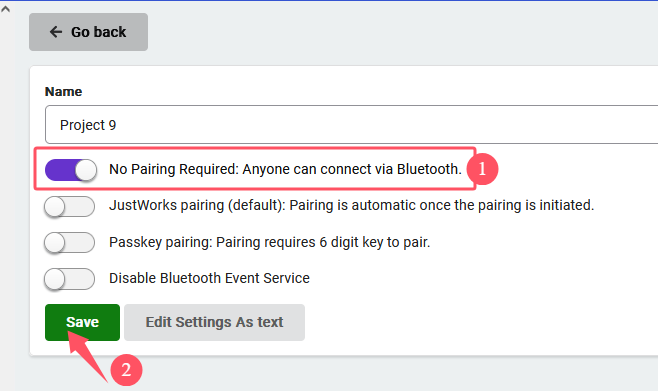 Go back
Name
Project 9
No Pairing Required: Anyone can connect via Bluetooth.
1
JustWorks pairing (default): Pairing is automatic once the pairing is initiated.
Passkey pairing: Pairing requires 6 digit key to pair.
Disable Bluetooth Event Service
Save Edit Settings As text
2